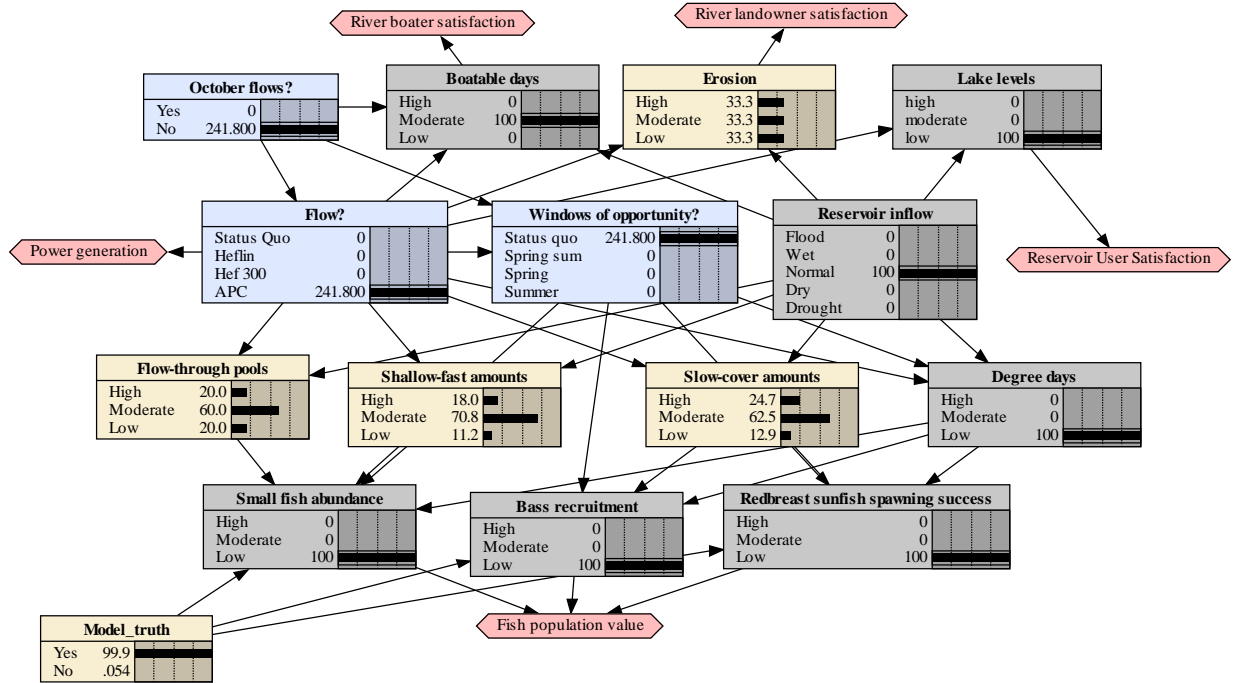 River boater satisfaction
River landowner satisfaction
October flows?
Yes 0
No 241.800
Boatable days
High 0
Moderate 100
Low 0
Erosion
High 33.3
Moderate 33.3
Low 33.3
Lake levels
high 0
moderate 0
low 100
Power generation
Flow?
Status Quo 0
Heflin 0
Hef 300 0
APC 241.800
Windows of opportunity?
Status quo 241.800
Spring sum 0
Spring 0
Summer 0
Reservoir inflow
Flood 0
Wet 0
Normal 100
Dry 0
Drought 0
Reservoir User Satisfaction
Flow-through pools
High 20.0
Moderate 60.0
Low 20.0
Shallow-fast amounts
High 18.0
Moderate 70.8
Low 11.2
Slow-cover amounts
High 24.7
Moderate 62.5
Low 12.9
Degree days
High 0
Moderate 0
Low 100
Small fish abundance
High 0
Moderate 0
Low 100
Bass recruitment
High 0
Moderate 0
Low 100
Redbreast sunfish spawning success
High 0
Moderate 0
Low 100
Model_truth
Yes 99.9
No .054
Fish population value